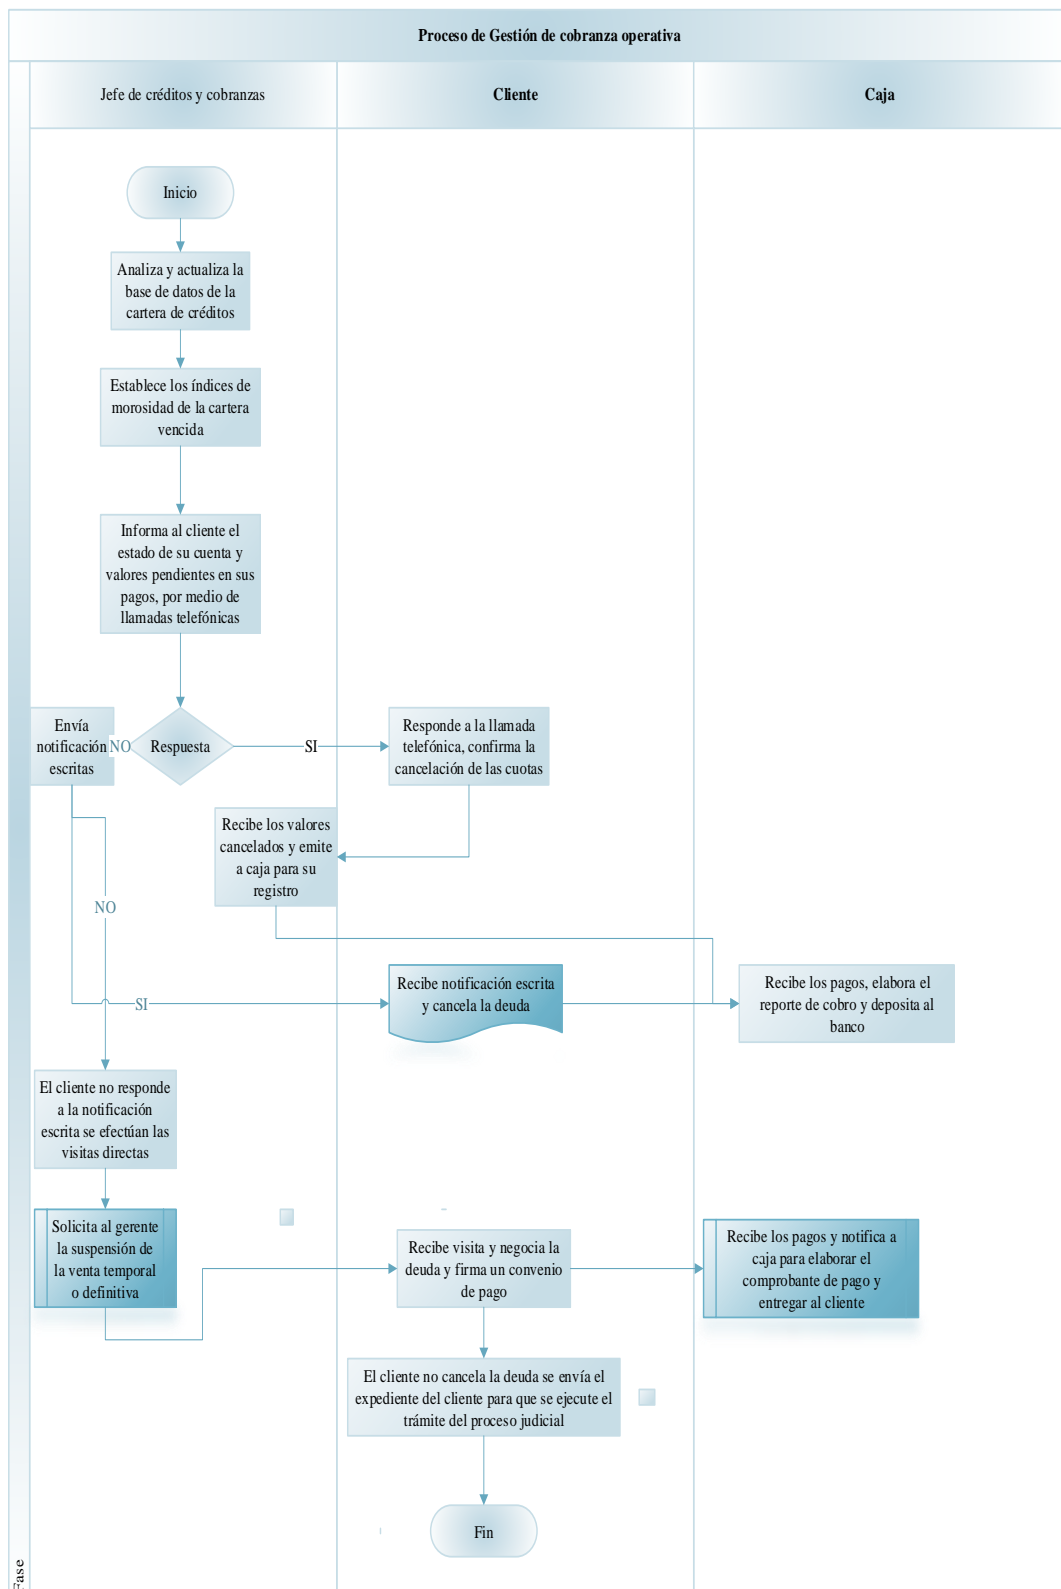 Proceso de Gestión de cobranza operativa
Jefe de créditos y cobranzas
Cliente
Caja
Inicio
Analiza y actualiza la
base de datos de la
cartera de créditos
Establece los índices de
morosidad de la cartera
vencida
Informa al cliente el
estado de su cuenta y
valores pendientes en sus
pagos, por medio de
llamadas telefónicas
Envía
notificación
escritas
NO
Respuesta
SI
Responde a la llamada
telefónica, confirma la
cancelación de las cuotas
Recibe los valores
cancelados y emite
a caja para su
registro
NO
SI
Recibe notificación escrita
y cancela la deuda
Recibe los pagos, elabora el
reporte de cobro y deposita al
banco
El cliente no responde
a la notificación
escrita se efectúan las
visitas directas
Solicita al gerente
la suspensión de
la venta temporal
o definitiva
Recibe visita y negocia la
deuda y firma un convenio
de pago
Recibe los pagos y notifica a
caja para elaborar el
comprobante de pago y
entregar al cliente
El cliente no cancela la deuda se envía el
expediente del cliente para que se ejecute el
trámite del proceso judicial
Fin
Fase